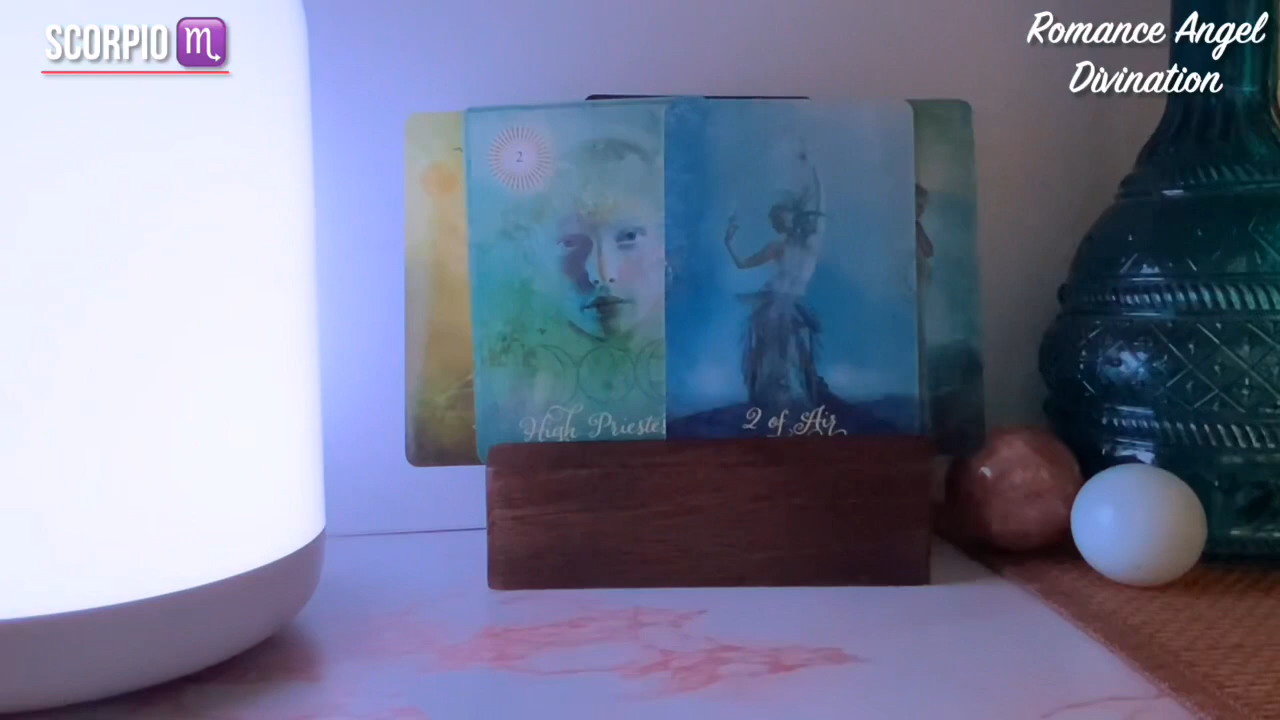 SCORPIO ♏
Romance Angel
Divination
2
High Priestes
2 of Air